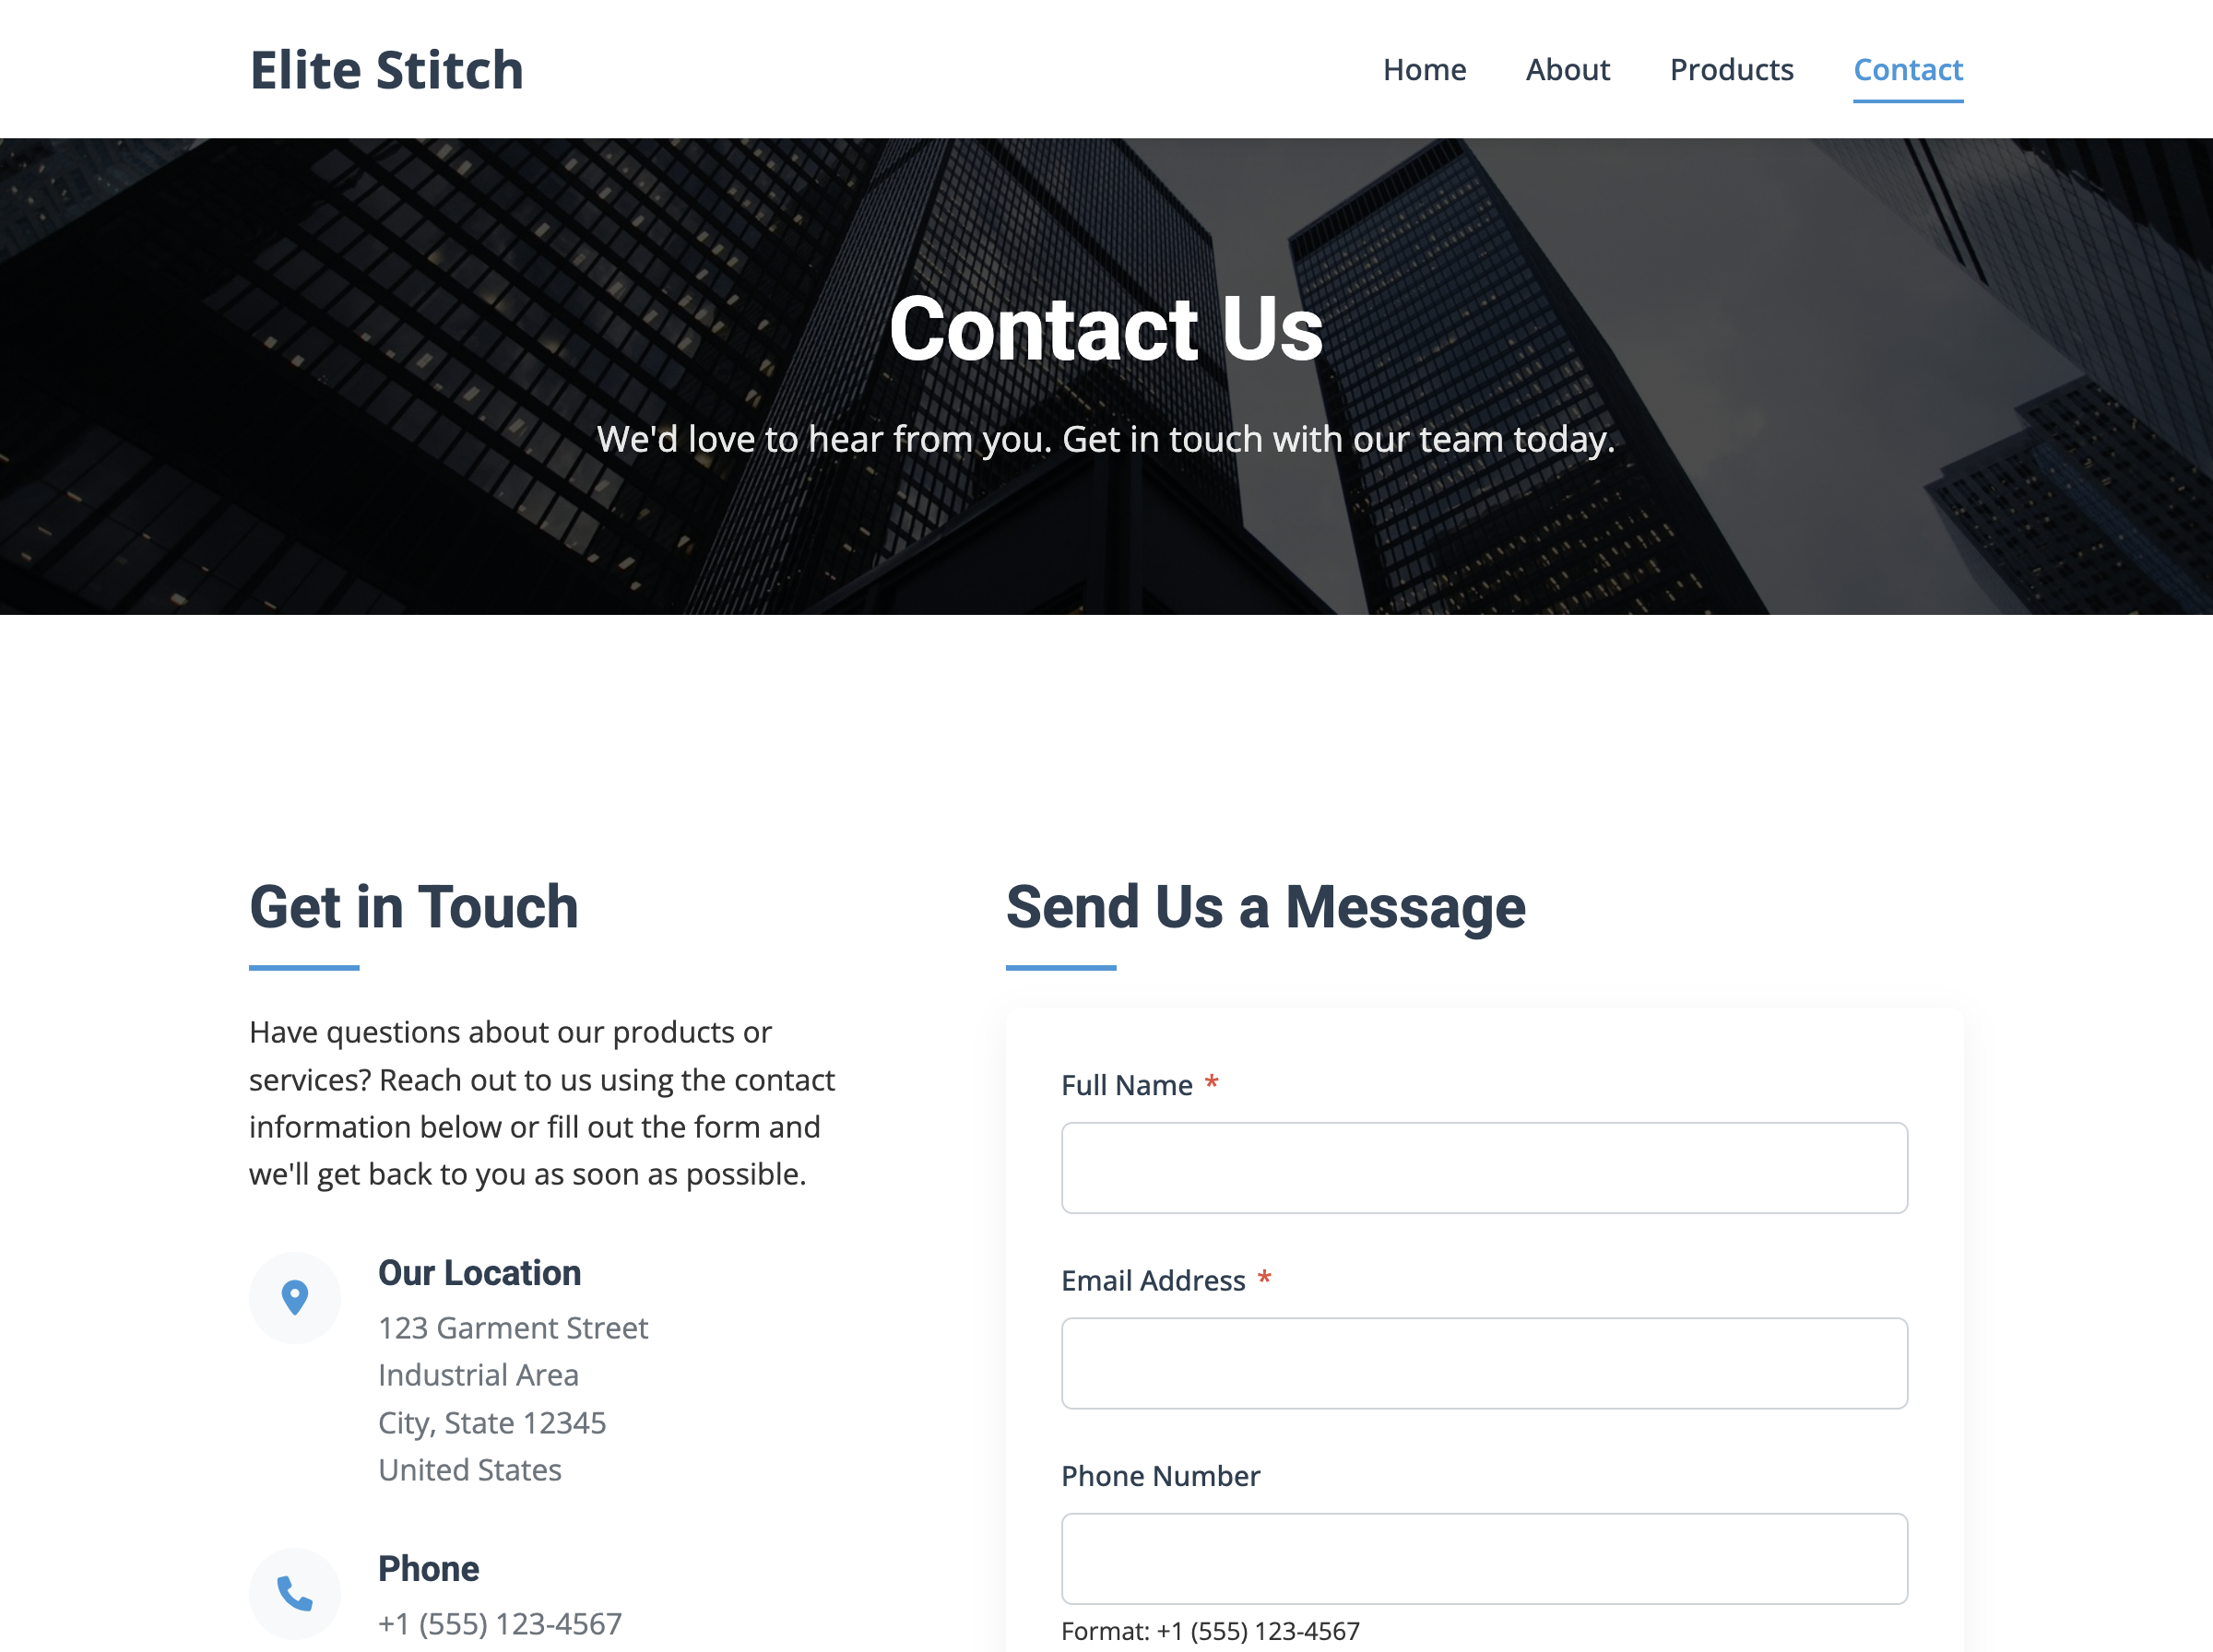 Elite Stitch
Home
About
Products
Contact
Contact Us
We'd love to hear from you. Get in touch with our team today.
Get in Touch
Have questions about our products or
services? Reach out to us using the contact
information below or fill out the form and
we'll get back to you as soon as possible.
Our Location
123 Garment Street
Industrial Area
City, State 12345
United States
Phone
+1 (555) 123-4567
Send Us a Message
Full Name *
Email Address *
Phone Number
Format: +1 (555) 123-4567